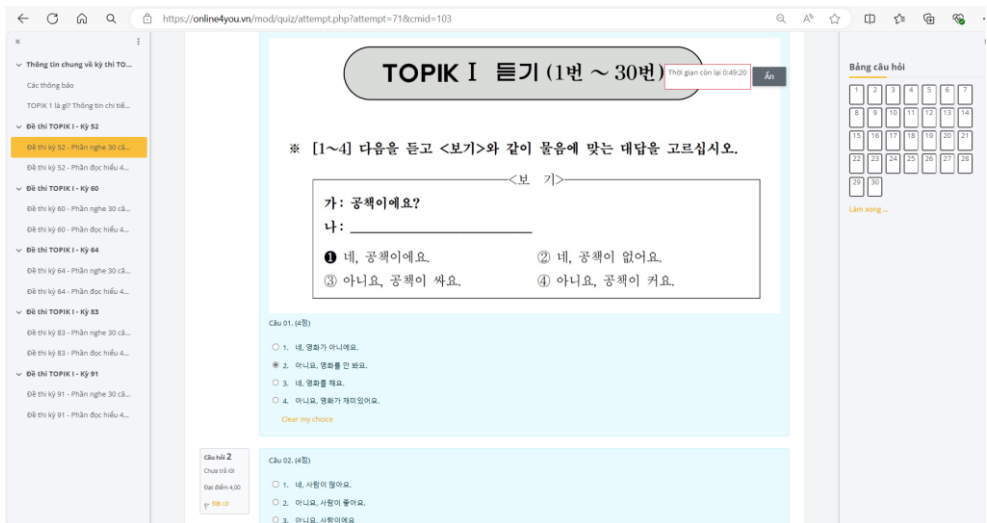 https://online4you.vn/mod/quiz/attempt.php?attempt=71&cmid=103
Thông tin chung về kỳ thi TO...
Các thông báo
TOPIK 1 là gì? Thông tin chi tiế...
Đề thi TOPIK I - Kỳ 52
Đề thi kỳ 52 - Phần nghe 30 câ...
Đề thi kỳ 52 - Phần đọc hiểu 4...
Đề thi TOPIK I - Kỳ 60
Đề thi kỳ 60 - Phần nghe 30 câ...
Đề thi kỳ 60 - Phần đọc hiểu 4...
Đề thi TOPIK I - Kỳ 64
Đề thi kỳ 64 - Phần nghe 30 câ...
Đề thi kỳ 64 - Phần đọc hiểu 4...
Đề thi TOPIK I - Kỳ 83
Đề thi kỳ 83 - Phần nghe 30 câ...
Đề thi kỳ 83 - Phần đọc hiểu 4...
Đề thi TOPIK I - Kỳ 91
Đề thi kỳ 91 - Phần nghe 30 câ...
Đề thi kỳ 91 - Phần đọc hiểu 4...
TOPIK Ⅰ 듣기 (1번 ~ 30번)
Thời gian còn lại 0:49:20
Ẩn
※ [1~4] 다음을 듣고 <보기>와 같이 물음에 맞는 대답을 고르십시오.
<보 기>
가: 공책이에요?
나: ____________________
❶ 네, 공책이에요. ② 네, 공책이 없어요.
③ 아니요, 공책이 싸요. ④ 아니요, 공책이 커요.
Câu 01. (4점)
1. 네, 영화가 아니에요.
2. 아니요, 영화를 안 봐요.
3. 네, 영화를 해요.
4. 아니요, 영화가 재미있어요.
Clear my choice
Câu hỏi 2
Chưa trả lời
Đạt điểm 4,00
Đặt cờ
Câu 02. (4점)
1. 네, 사람이 많아요.
2. 아니요, 사람이 좋아요.
3. 아니요, 사람이에요
Bảng câu hỏi
1 2 3 4 5 6 7
8 9 10 11 12 13 14
15 16 17 18 19 20 21
22 23 24 25 26 27 28
29 30
Làm xong ...